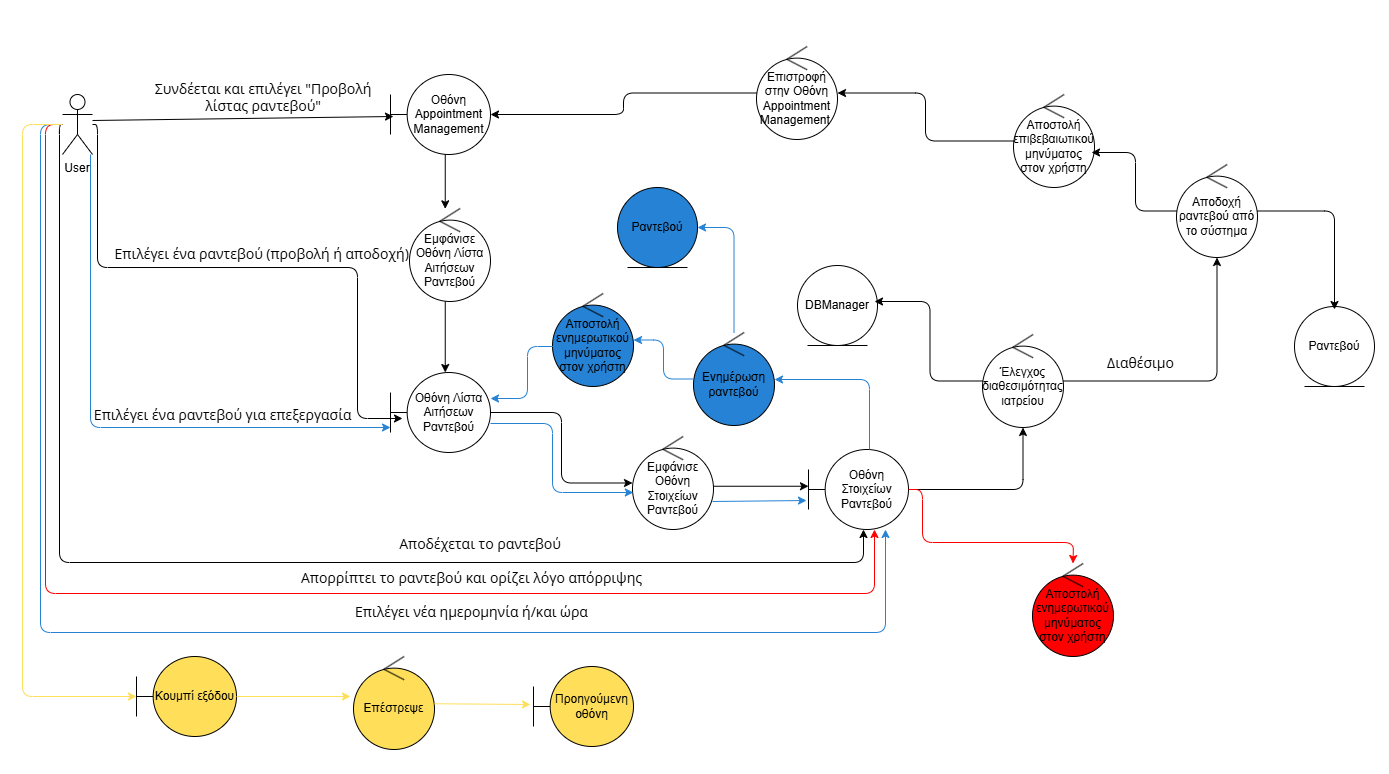 Συνδέεται και επιλέγει "Προβολή
λίστας ραντεβού"
User
Οθόνη
Appointment
Management
Επιστροφή
στην Οθόνη
Appointment
Management
Αποστολή
επιβεβαιωτικού
μηνύματος
στον χρήστη
Αποδοχή
ραντεβού από
το σύστημα
Επιλέγει ένα ραντεβού (προβολή ή αποδοχή)
Εμφάνισε
Οθόνη Λίστα
Αιτήσεων
Ραντεβού
Ραντεβού
DBManager
Αποστολή
ενημερωτικού
μηνύματος
στον χρήστη
Ενημέρωση
ραντεβού
Έλεγχος
διαθεσιμότητας
ιατρείου
Διαθέσιμο
Ραντεβού
Επιλέγει ένα ραντεβού για επεξεργασία
Οθόνη Λίστα
Αιτήσεων
Ραντεβού
Εμφάνισε
Οθόνη
Στοιχείων
Ραντεβού
Οθόνη
Στοιχείων
Ραντεβού
Αποδέχεται το ραντεβού
Απορρίπτει το ραντεβού και ορίζει λόγο απόρριψης
Επιλέγει νέα ημερομηνία ή/και ώρα
Αποστολή
ενημερωτικού
μηνύματος
στον χρήστη
Κουμπί εξόδου
Επέστρεψε
Προηγούμενη
οθόνη